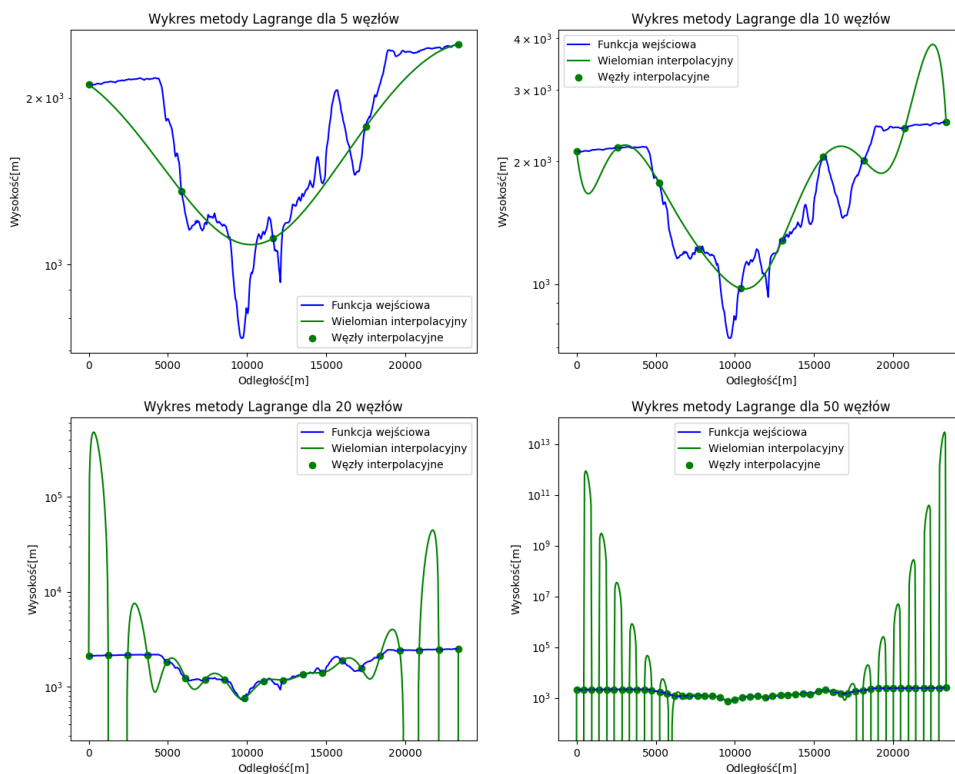 Wykres metody Lagrange dla 5 węzłów
Wysokość[m]
2 × 10³
10³
Funkcja wejściowa
Wielomian interpolacyjny
Węzły interpolacyjne
0 5000 10000 15000 20000
Odległość[m]
Wykres metody Lagrange dla 10 węzłów
Wysokość[m]
4 × 10³
3 × 10³
2 × 10³
10³
Funkcja wejściowa
Wielomian interpolacyjny
Węzły interpolacyjne
0 5000 10000 15000 20000
Odległość[m]
Wykres metody Lagrange dla 20 węzłów
Wysokość[m]
10⁵
10⁴
10³
Funkcja wejściowa
Wielomian interpolacyjny
Węzły interpolacyjne
0 5000 10000 15000 20000
Odległość[m]
Wykres metody Lagrange dla 50 węzłów
Wysokość[m]
10¹³
10¹¹
10⁹
10⁷
10⁵
10³
Funkcja wejściowa
Wielomian interpolacyjny
Węzły interpolacyjne
0 5000 10000 15000 20000
Odległość[m]